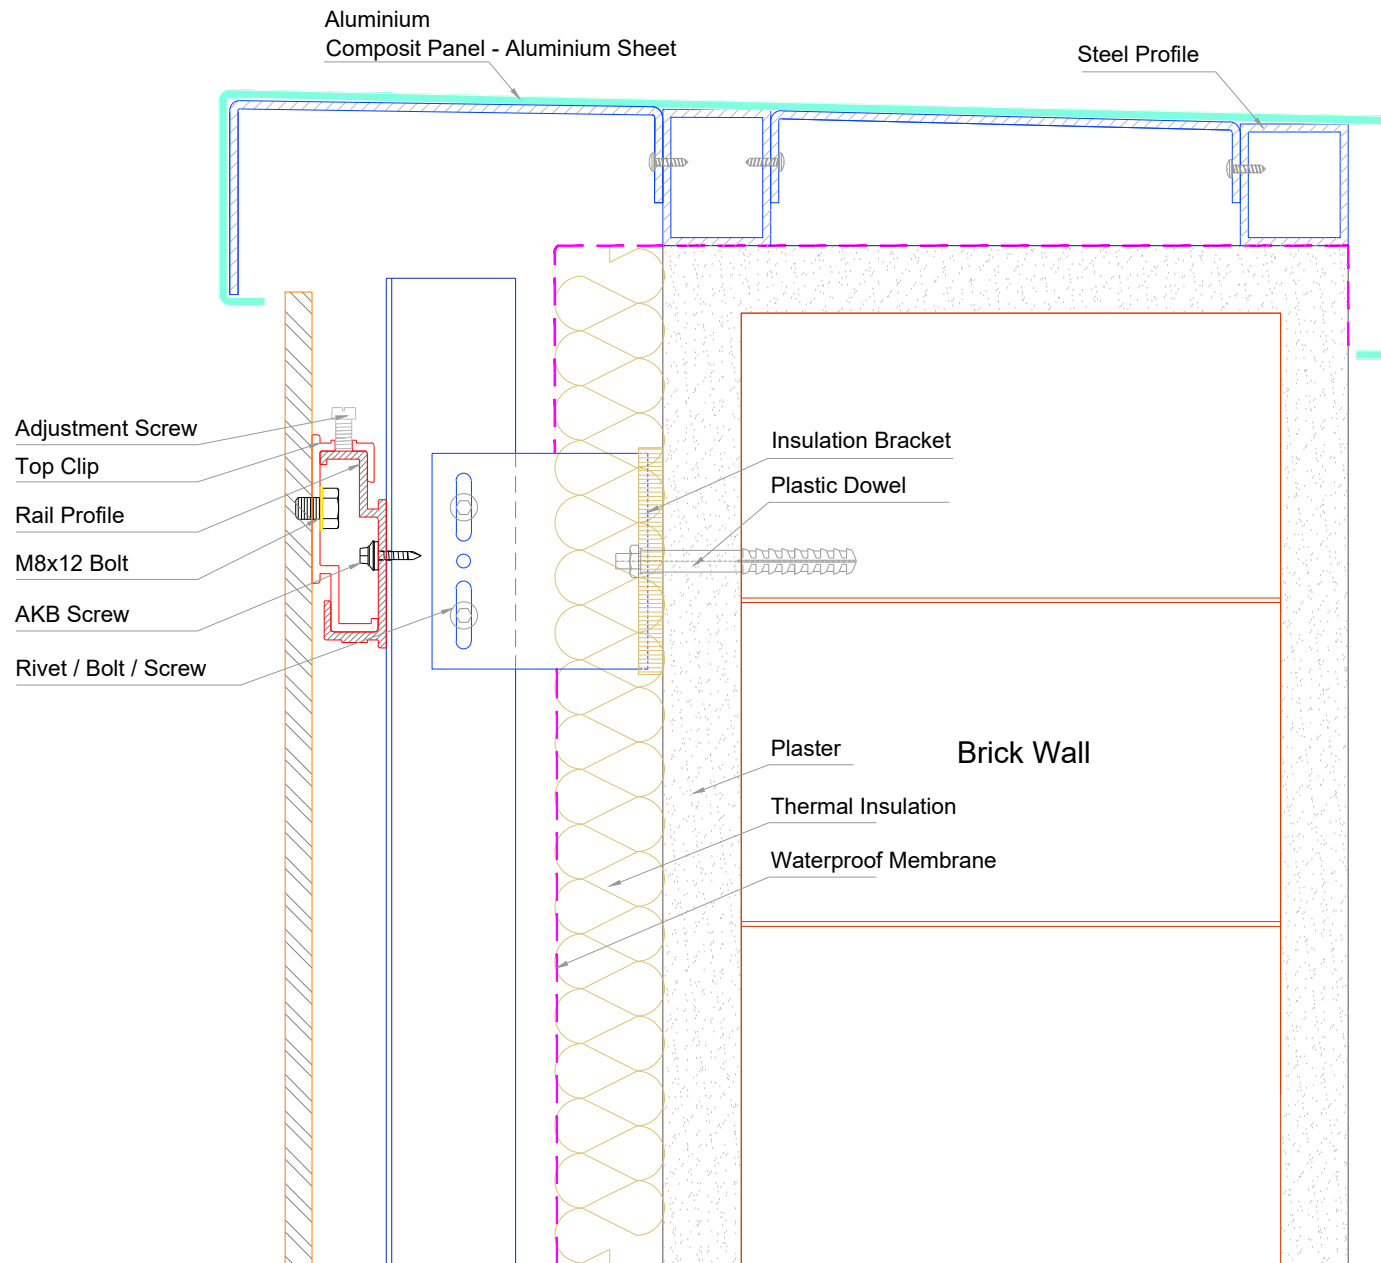 Aluminium
Composit Panel - Aluminium Sheet
Steel Profile
Adjustment Screw
Top Clip
Rail Profile
M8x12 Bolt
AKB Screw
Rivet / Bolt / Screw
Insulation Bracket
Plastic Dowel
Plaster
Brick Wall
Thermal Insulation
Waterproof Membrane